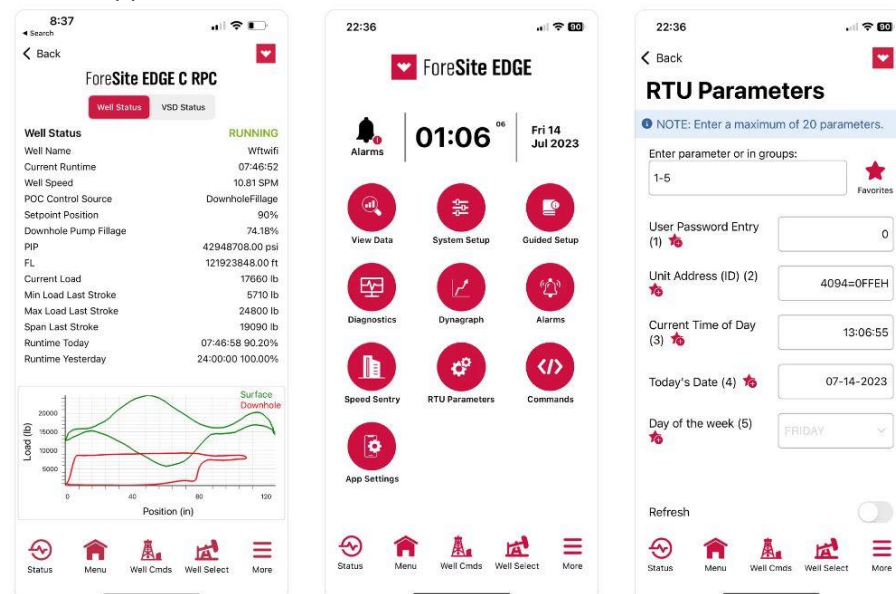 8:37
Search
Back
ForeSite EDGE C RPC
Well Status VSD Status
Well Status RUNNING
Well Name Wftwifi
Current Runtime 07:46:52
Well Speed 10.81 SPM
POC Control Source DownholeFillage
Setpoint Position 90%
Downhole Pump Fillage 74.18%
PIP 42948708.00 psi
FL 121923848.00 ft
Current Load 17660 lb
Min Load Last Stroke 5710 lb
Max Load Last Stroke 24800 lb
Span Last Stroke 19090 lb
Runtime Today 07:46:58 90.20%
Runtime Yesterday 24:00:00 100.00%
Surface
Downhole
Load (lb)
20000
15000
10000
5000
0 40 80 120
Position (in)
Status Menu Well Cmds Well Select More
22:36 90
ForeSite EDGE
Alarms
01:06 06
Fri 14
Jul 2023
View Data System Setup Guided Setup
Diagnostics Dynagraph Alarms
Speed Sentry RTU Parameters Commands
App Settings
Status Menu Well Cmds Well Select More
22:36 90
Back
RTU Parameters
NOTE: Enter a maximum of 20 parameters.
Enter parameter or in groups:
1-5
Favorites
User Password Entry
(1) 0
Unit Address (ID) (2) 4094=0FFEH
Current Time of Day
(3) 13:06:55
Today's Date (4) 07-14-2023
Day of the week (5) FRIDAY
Refresh
Status Menu Well Cmds Well Select More